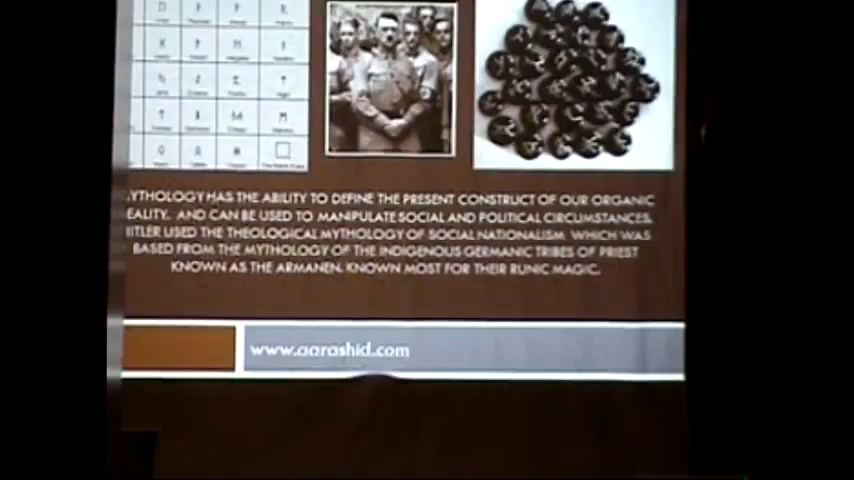 YTHOLOGY HAS THE ABILITY TO DEFINE THE PRESENT CONSTRUCT OF OUR ORGANIC
EALITY. AND CAN BE USED TO MANIPULATE SOCIAL AND POLITICAL CIRCUMSTANCES.
ITLER USED THE THEOLOGICAL MYTHOLOGY OF SOCIAL NATIONALISM WHICH WAS
BASED FROM THE MYTHOLOGY OF THE INDIGENOUS GERMANIC TRIBES OF PRIEST
KNOWN AS THE ARMANEN. KNOWN MOST FOR THEIR RUNIC MAGIC.
www.aarashid.com